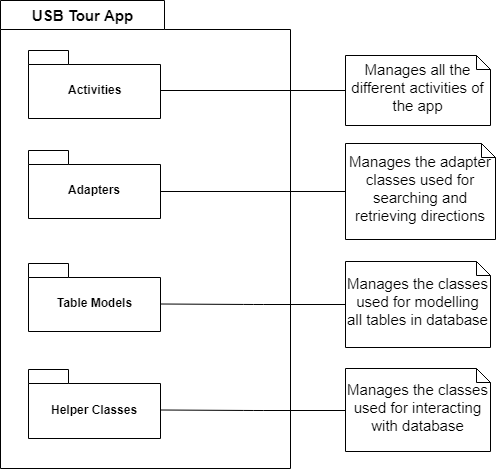 USB Tour App
Activities
Manages all the
different activities of
the app
Adapters
Manages the adapter
classes used for
searching and
retrieving directions
Table Models
Manages the classes
used for modelling
all tables in database
Helper Classes
Manages the classes
used for interacting
with database